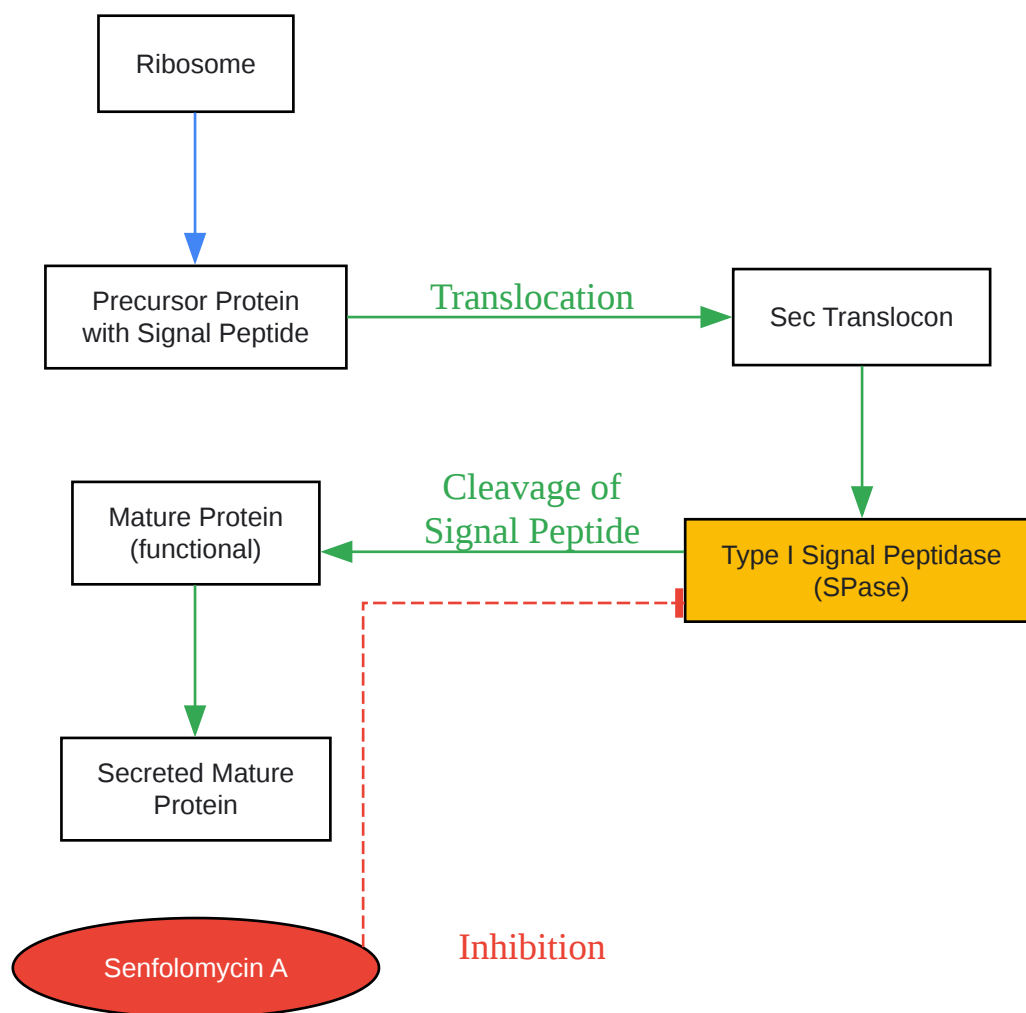 Ribosome
Precursor Protein
with Signal Peptide
Translocation
Sec Translocon
Mature Protein
(functional)
Cleavage of
Signal Peptide
Type I Signal Peptidase
(SPase)
Secreted Mature
Protein
Senfolomycin A
Inhibition